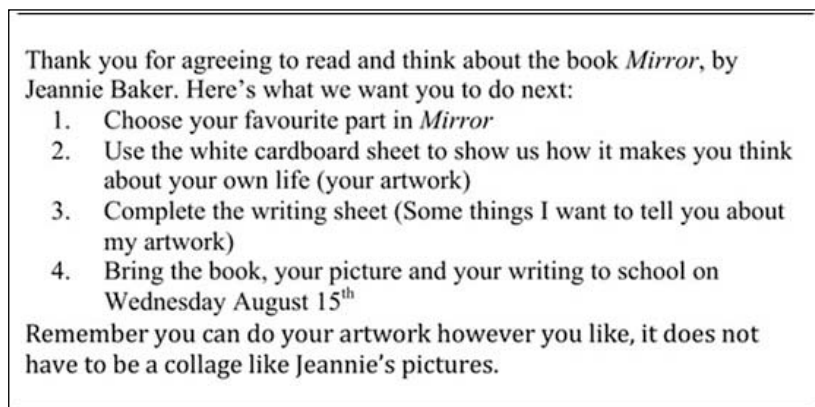 Thank you for agreeing to read and think about the book Mirror, by
Jeannie Baker. Here's what we want you to do next:
1. Choose your favourite part in Mirror
2. Use the white cardboard sheet to show us how it makes you think
about your own life (your artwork)
3. Complete the writing sheet (Some things I want to tell you about
my artwork)
4. Bring the book, your picture and your writing to school on
Wednesday August 15th
Remember you can do your artwork however you like, it does not
have to be a collage like Jeannie's pictures.